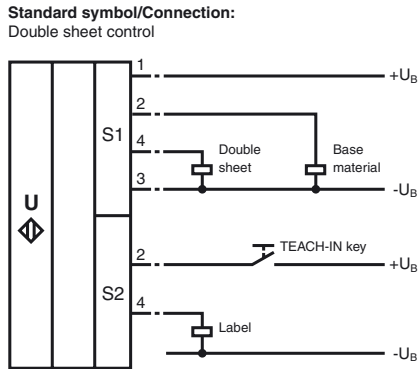 Standard symbol/Connection:
Double sheet control
1
+UB
2
S1
4
Double
sheet
Base
material
3
-UB
U
2
TEACH-IN key
+UB
S2
4
Label
-UB